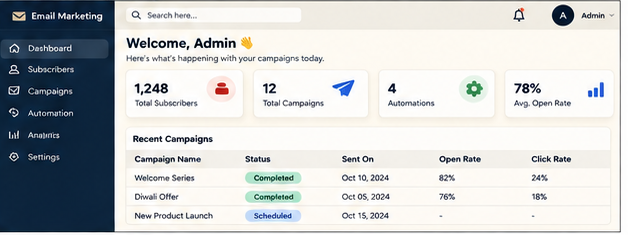 Email Marketing
Search here...
A
Admin
Dashboard
Subscribers
Campaigns
Automation
Analytics
Settings
Welcome, Admin 👋
Here's what's happening with your campaigns today.
1,248
Total Subscribers
12
Total Campaigns
4
Automations
78%
Avg. Open Rate
Recent Campaigns
Campaign Name Status Sent On Open Rate Click Rate
Welcome Series Completed Oct 10, 2024 82% 24%
Diwali Offer Completed Oct 05, 2024 76% 18%
New Product Launch Scheduled Oct 15, 2024 - -